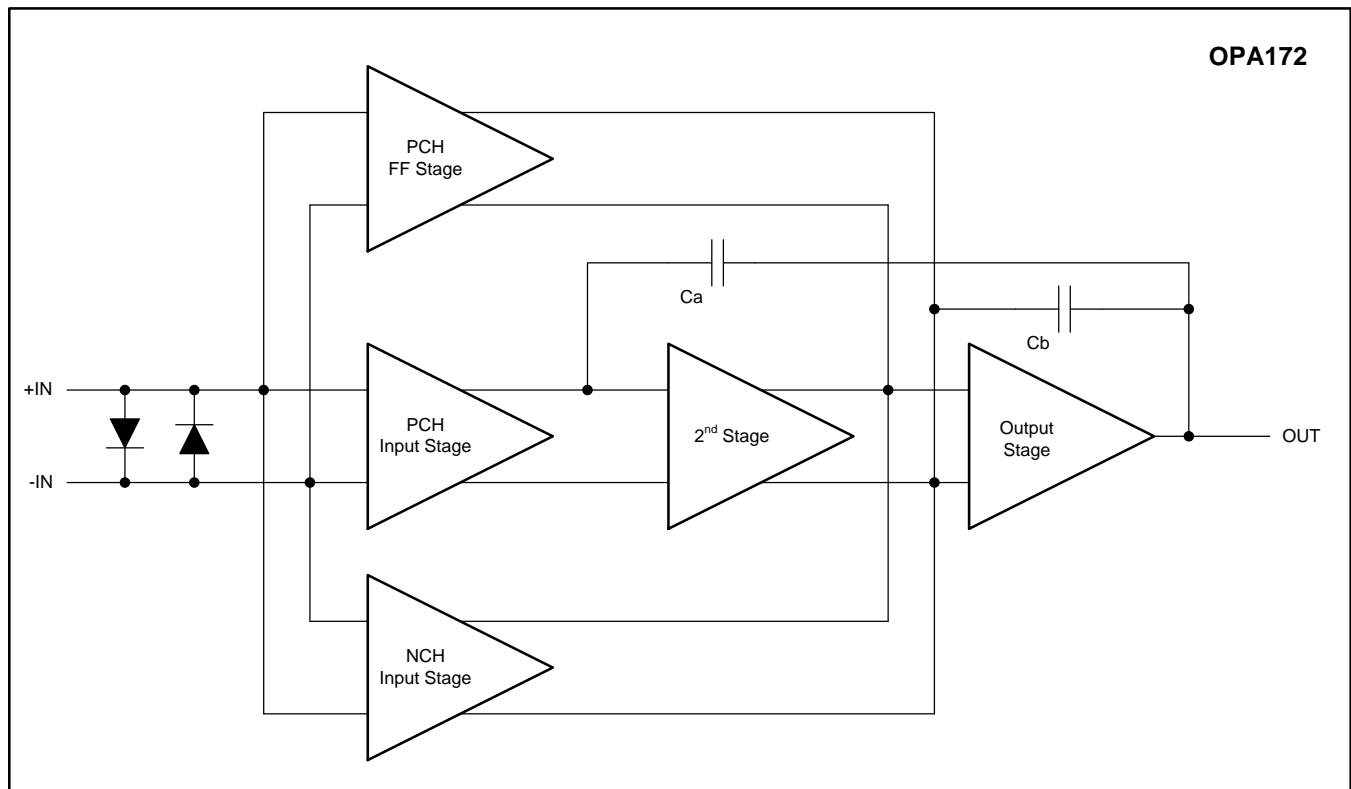 OPA172
PCH
FF Stage
Ca
Cb
+IN
PCH
Input Stage
2nd Stage
Output
Stage
OUT
-IN
NCH
Input Stage